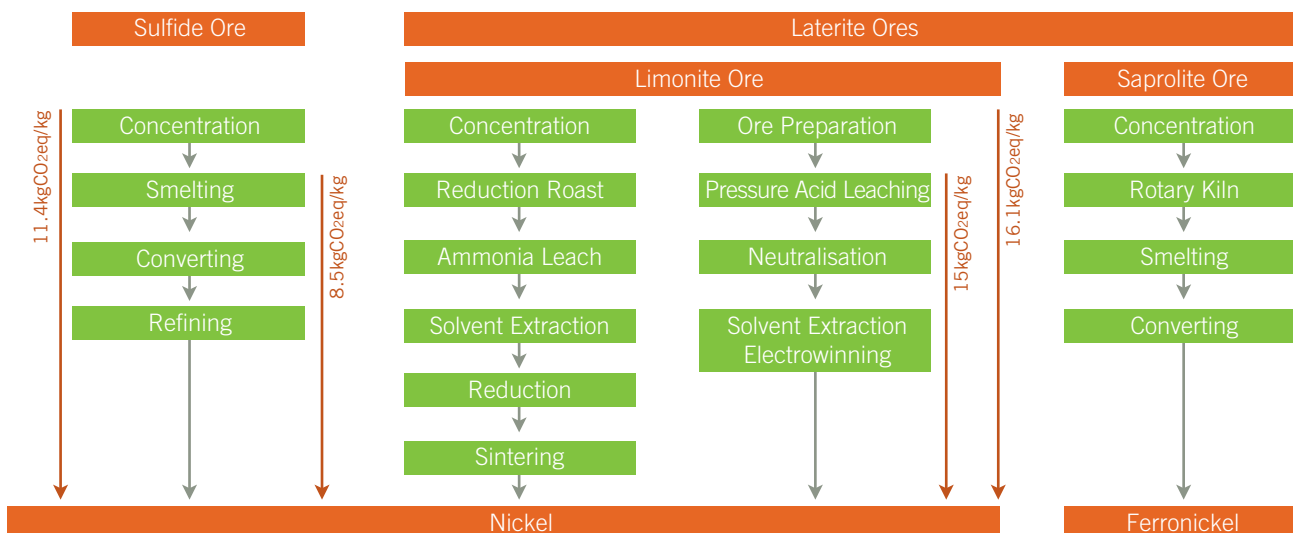 Sulfide Ore
Laterite Ores
Limonite Ore
Saprolite Ore
11.4kgCO2eq/kg
Concentration
Smelting
Converting
Refining
8.5kgCO2eq/kg
Concentration
Reduction Roast
Ammonia Leach
Solvent Extraction
Reduction
Sintering
Ore Preparation
Pressure Acid Leaching
Neutralisation
Solvent Extraction
Electrowinning
15kgCO2eq/kg
16.1kgCO2eq/kg
Concentration
Rotary Kiln
Smelting
Converting
Nickel
Ferronickel